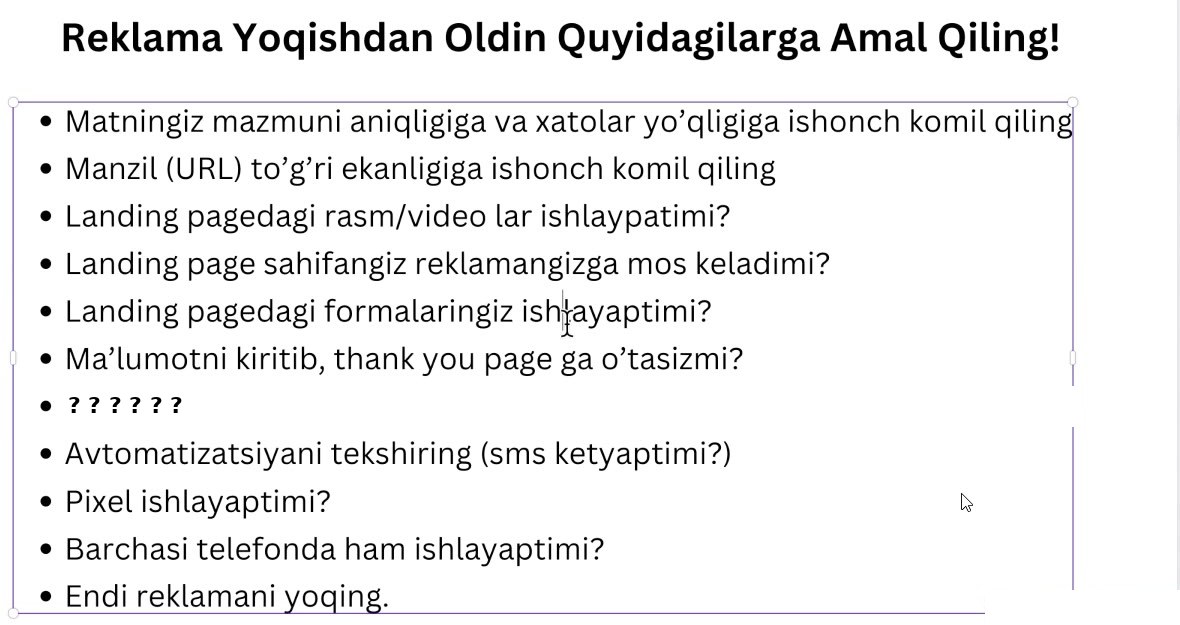 Reklama Yoqishdan Oldin Quyidagilarga Amal Qiling!
• Matningiz mazmuni aniqligiga va xatolar yo’qligiga ishonch komil qiling
• Manzil (URL) to’g’ri ekanligiga ishonch komil qiling
• Landing pagedagi rasm/video lar ishlaypatimi?
• Landing page sahifangiz reklamangizga mos keladimi?
• Landing pagedagi formalaringiz ishlayaptimi?
• Ma’lumotni kiritib, thank you page ga o’tasizmi?
• ? ? ? ? ? ?
• Avtomatizatsiyani tekshiring (sms ketyaptimi?)
• Pixel ishlayaptimi?
• Barchasi telefonda ham ishlayaptimi?
• Endi reklamani yoqing.